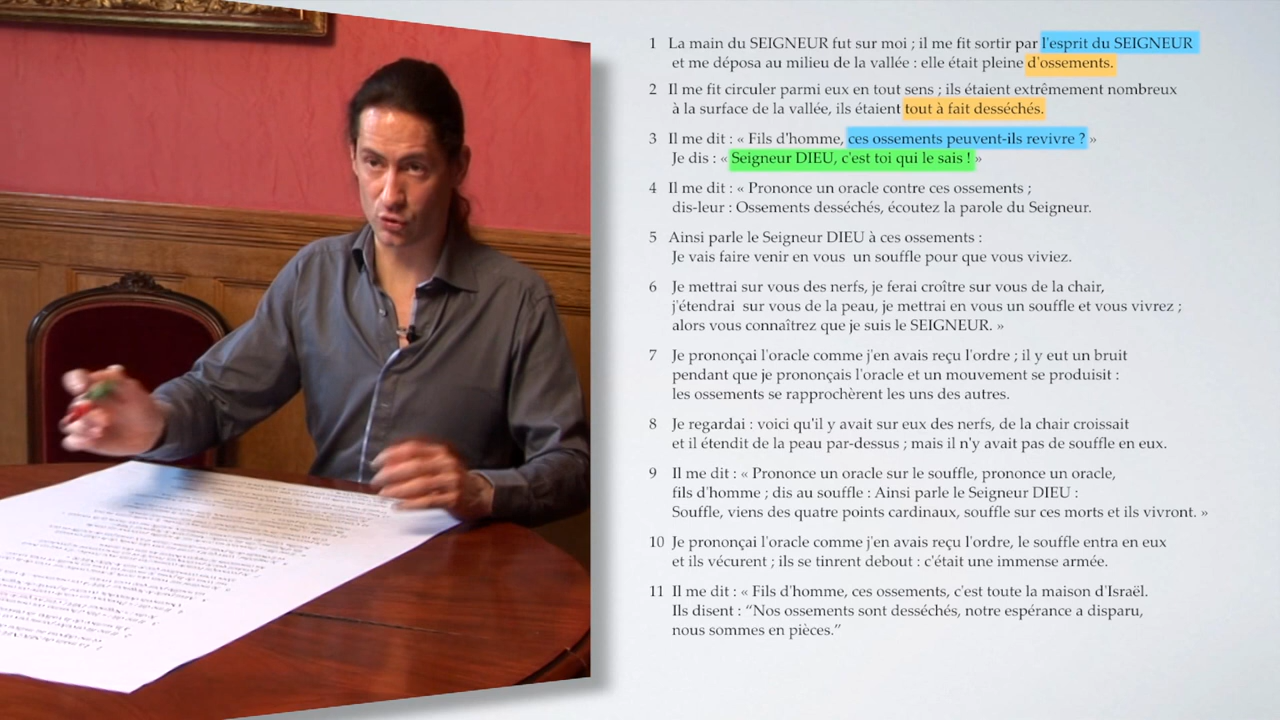 1 La main du SEIGNEUR fut sur moi ; il me fit sortir par l'esprit du SEIGNEUR
et me déposa au milieu de la vallée : elle était pleine d'ossements.
2 Il me fit circuler parmi eux en tout sens ; ils étaient extrêmement nombreux
à la surface de la vallée, ils étaient tout à fait desséchés.
3 Il me dit : « Fils d'homme, ces ossements peuvent-ils revivre ? »
Je dis : « Seigneur DIEU, c'est toi qui le sais ! »
4 Il me dit : « Prononce un oracle contre ces ossements ;
dis-leur : Ossements desséchés, écoutez la parole du Seigneur.
5 Ainsi parle le Seigneur DIEU à ces ossements :
Je vais faire venir en vous un souffle pour que vous viviez.
6 Je mettrai sur vous des nerfs, je ferai croître sur vous de la chair,
j'étendrai sur vous de la peau, je mettrai en vous un souffle et vous vivrez ;
alors vous connaîtrez que je suis le SEIGNEUR. »
7 Je prononçai l'oracle comme j'en avais reçu l'ordre ; il y eut un bruit
pendant que je prononçais l'oracle et un mouvement se produisit :
les ossements se rapprochèrent les uns des autres.
8 Je regardai : voici qu'il y avait sur eux des nerfs, de la chair croissait
et il étendit de la peau par-dessus ; mais il n'y avait pas de souffle en eux.
9 Il me dit : « Prononce un oracle sur le souffle, prononce un oracle,
fils d'homme ; dis au souffle : Ainsi parle le Seigneur DIEU :
Souffle, viens des quatre points cardinaux, souffle sur ces morts et ils vivront. »
10 Je prononçai l'oracle comme j'en avais reçu l'ordre, le souffle entra en eux
et ils vécurent ; ils se tinrent debout : c'était une immense armée.
11 Il me dit : « Fils d'homme, ces ossements, c'est toute la maison d'Israël.
Ils disent : “Nos ossements sont desséchés, notre espérance a disparu,
nous sommes en pièces.”